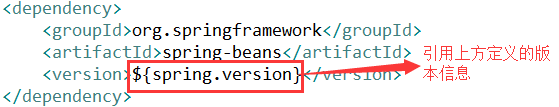 <dependency>
<groupId>org.springframework</groupId>
<artifactId>spring-beans</artifactId>
<version>${spring.version}</version>
</dependency>
引用上方定义的版
本信息